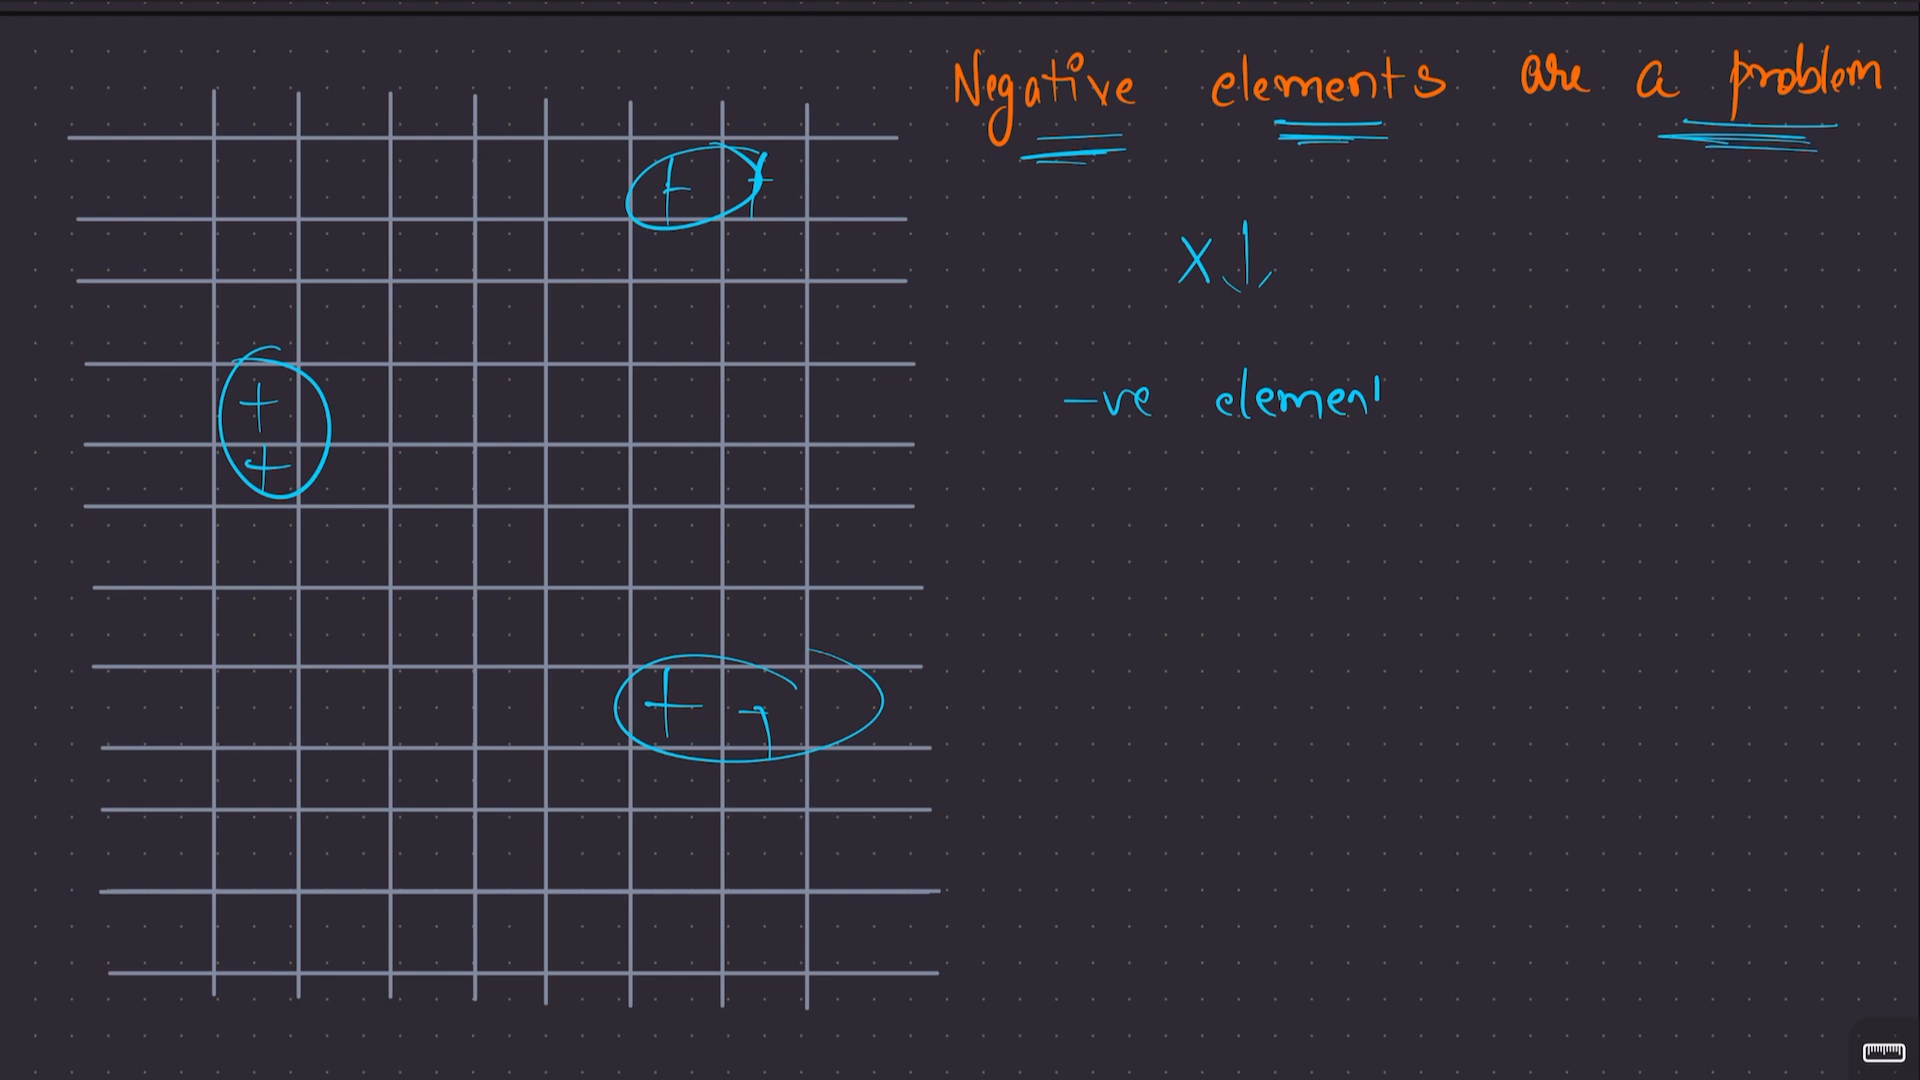 Negative elements are a problem
+ +
X ↓
-ve element
+
+
+ -